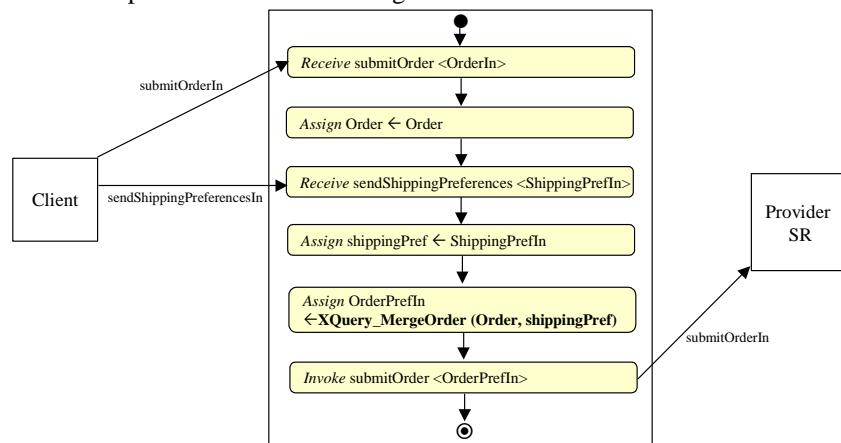 Receive submitOrder <OrderIn>
submitOrderIn
Assign Order ← Order
Client
sendShippingPreferencesIn
Receive sendShippingPreferences <ShippingPrefIn>
Provider
SR
Assign shippingPref ← ShippingPrefIn
Assign OrderPrefIn
←XQuery_MergeOrder (Order, shippingPref)
submitOrderIn
Invoke submitOrder <OrderPrefIn>